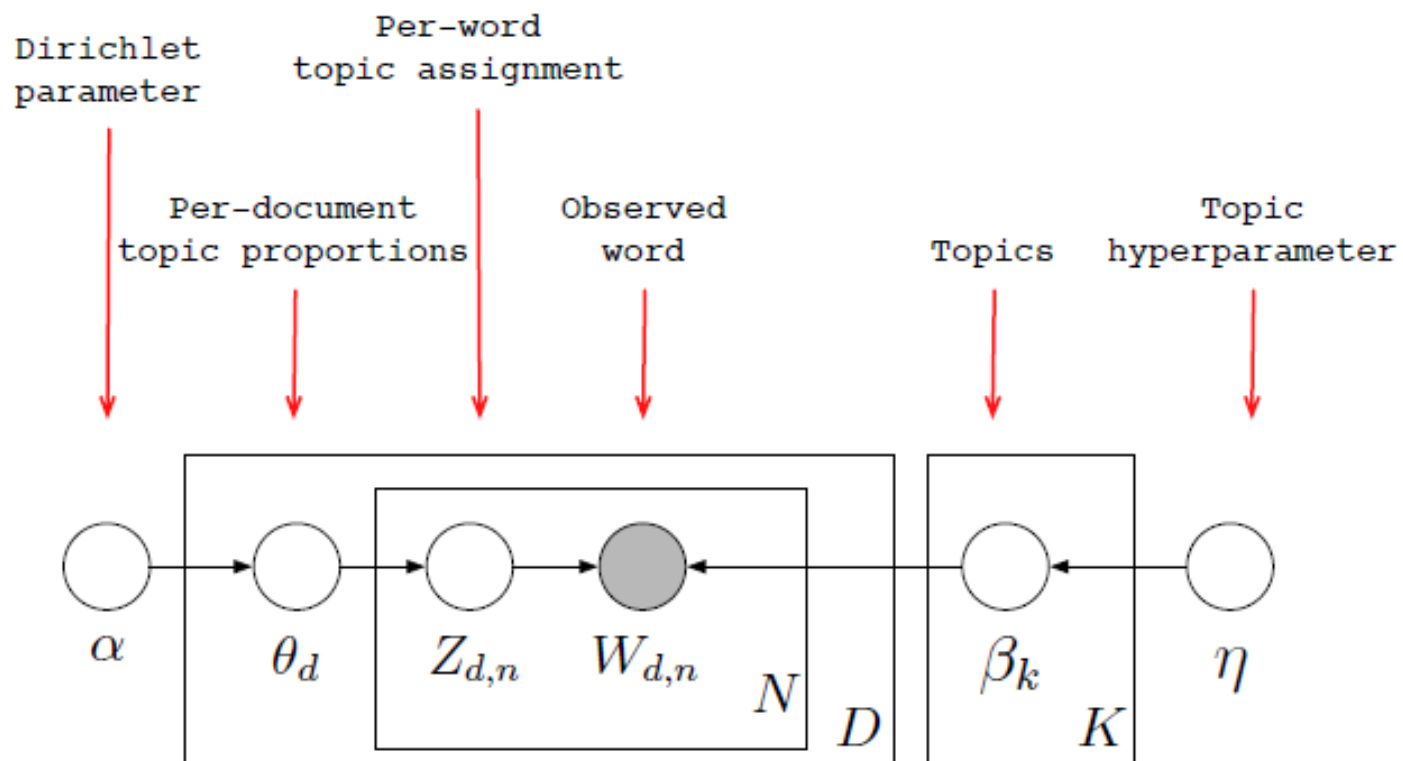 Dirichlet
parameter
Per-word
topic assignment
Per-document
topic proportions
Observed
word
Topics
Topic
hyperparameter
α
θd
Zd,n
Wd,n
N
D
βk
K
η